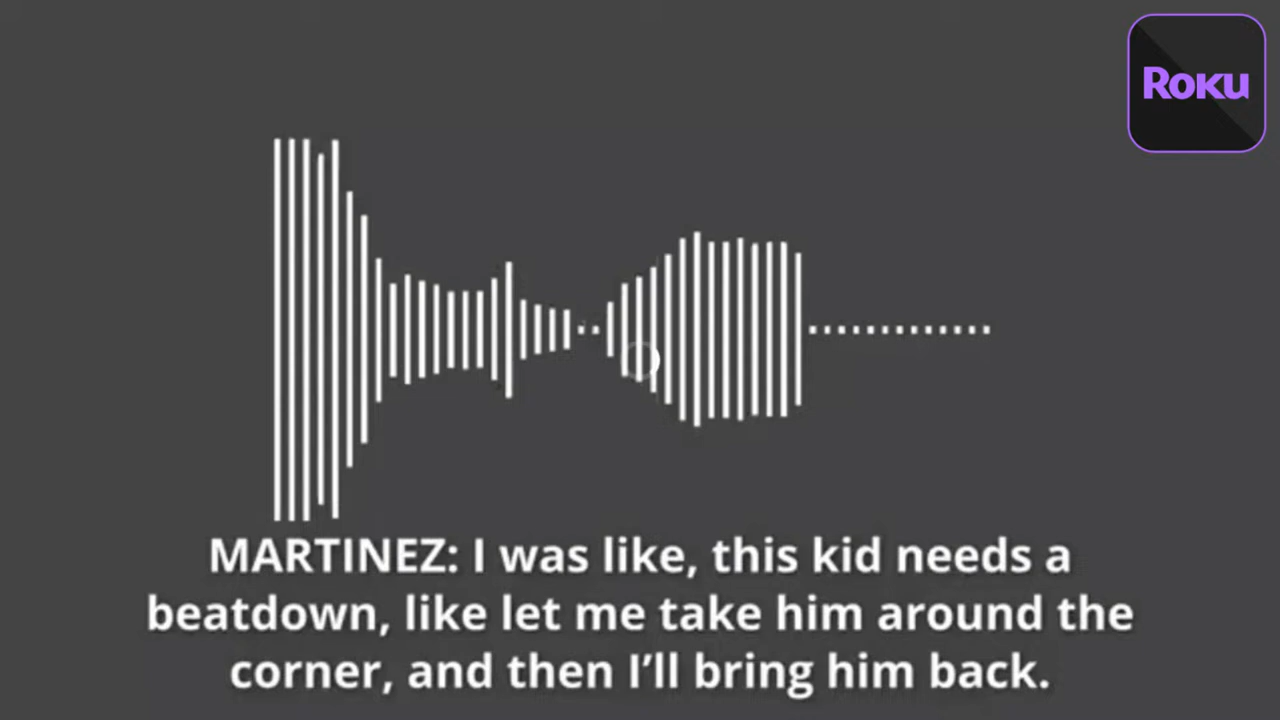 Roku
MARTINEZ: I was like, this kid needs a
beatdown, like let me take him around the
corner, and then I’ll bring him back.